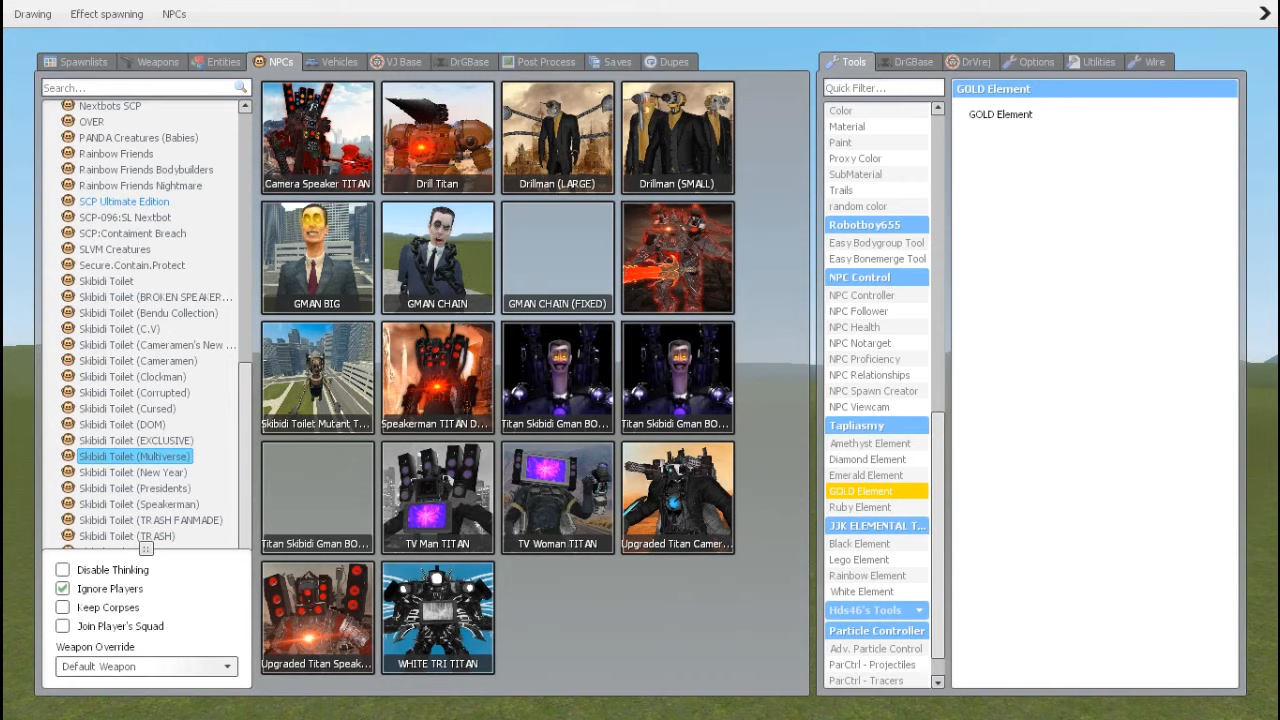 Drawing Effect spawning NPCs
Spawnlists Weapons Entities NPCs Vehicles VJ Base DrGBase Post Process Saves Dupes
Search...
Nextbots SCP
OVER
PANDA Creatures (Babies)
Rainbow Friends
Rainbow Friends Bodybuilders
Rainbow Friends Nightmare
SCP Ultimate Edition
SCP-096:SL Nextbot
SCP:Contaiment Breach
SLVM Creatures
Secure.Contain.Protect
Skibidi Toilet
Skibidi Toilet (BROKEN SPEAKER...
Skibidi Toilet (Bendu Collection)
Skibidi Toilet (C.V)
Skibidi Toilet (Cameramen's New ...
Skibidi Toilet (Cameramen)
Skibidi Toilet (Clockman)
Skibidi Toilet (Corrupted)
Skibidi Toilet (Cursed)
Skibidi Toilet (DOM)
Skibidi Toilet (EXCLUSIVE)
Skibidi Toilet (Multiverse)
Skibidi Toilet (New Year)
Skibidi Toilet (Presidents)
Skibidi Toilet (Speakerman)
Skibidi Toilet (TRASH FANMADE)
Skibidi Toilet (TRASH)
Disable Thinking
Ignore Players
Keep Corpses
Join Player's Squad
Weapon Override
Default Weapon
Camera Speaker TITAN
Drill Titan
Drillman (LARGE)
Drillman (SMALL)
GMAN BIG
GMAN CHAIN
GMAN CHAIN (FIXED)
Skibidi Toilet Mutant T...
Speakerman TITAN D...
Titan Skibidi Gman BO...
Titan Skibidi Gman BO...
Titan Skibidi Gman BO...
TV Man TITAN
TV Woman TITAN
Upgraded Titan Camer...
Upgraded Titan Speak...
WHITE TRI TITAN
Tools DrGBase DrVrej Options Utilities Wire
Quick Filter...
Color
Material
Paint
Proxy Color
SubMaterial
Trails
random color
Robotboy655
Easy Bodygroup Tool
Easy Bonemerge Tool
NPC Control
NPC Controller
NPC Follower
NPC Health
NPC Notarget
NPC Proficiency
NPC Relationships
NPC Spawn Creator
NPC Viewcam
Tapliasmy
Amethyst Element
Diamond Element
Emerald Element
GOLD Element
Ruby Element
JJK ELEMENTAL T...
Black Element
Lego Element
Rainbow Element
White Element
Hds46's Tools
Particle Controller
Adv. Particle Control
ParCtrl - Projectiles
ParCtrl - Tracers
GOLD Element
GOLD Element